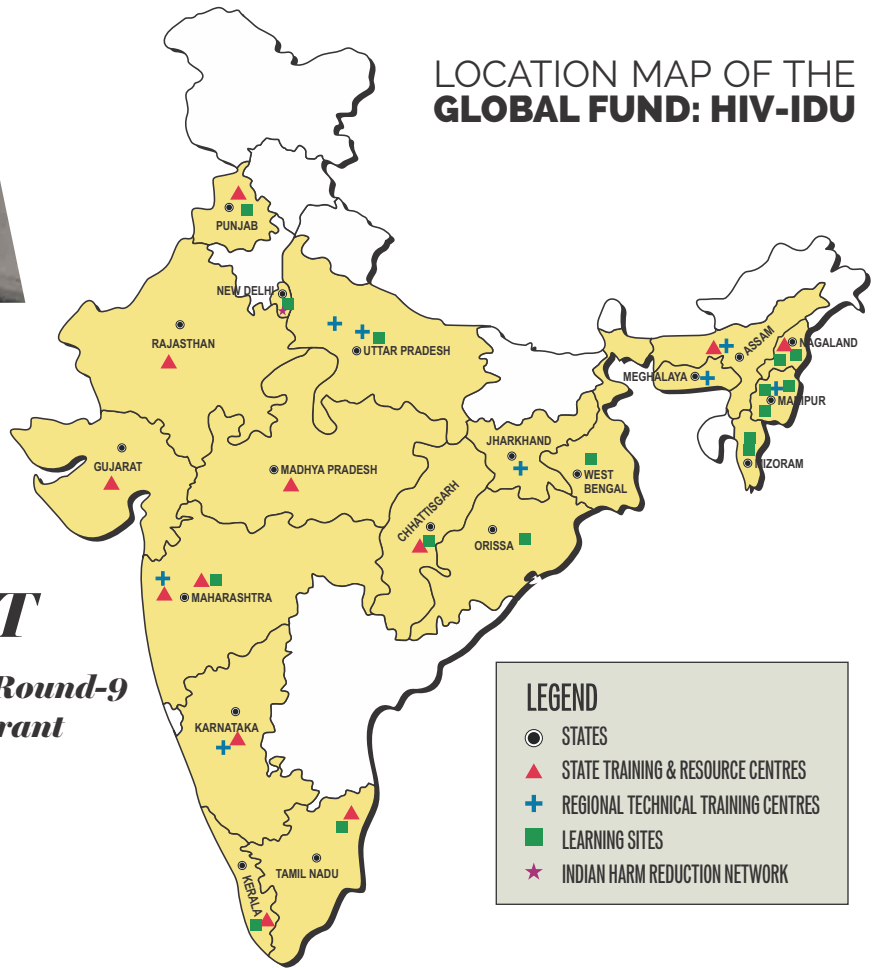 LOCATION MAP OF THE
GLOBAL FUND: HIV-IDU
PUNJAB
NEW DELHI
RAJASTHAN
UTTAR PRADESH
ASSAM
NAGALAND
MEGHALAYA
MANIPUR
MIZORAM
GUJARAT
MADHYA PRADESH
JHARKHAND
WEST
BENGAL
CHHATTISGARH
ORISSA
MAHARASHTRA
T
Round-9
rant
KARNATAKA
TAMIL NADU
KERALA
LEGEND
STATES
STATE TRAINING & RESOURCE CENTRES
REGIONAL TECHNICAL TRAINING CENTRES
LEARNING SITES
INDIAN HARM REDUCTION NETWORK